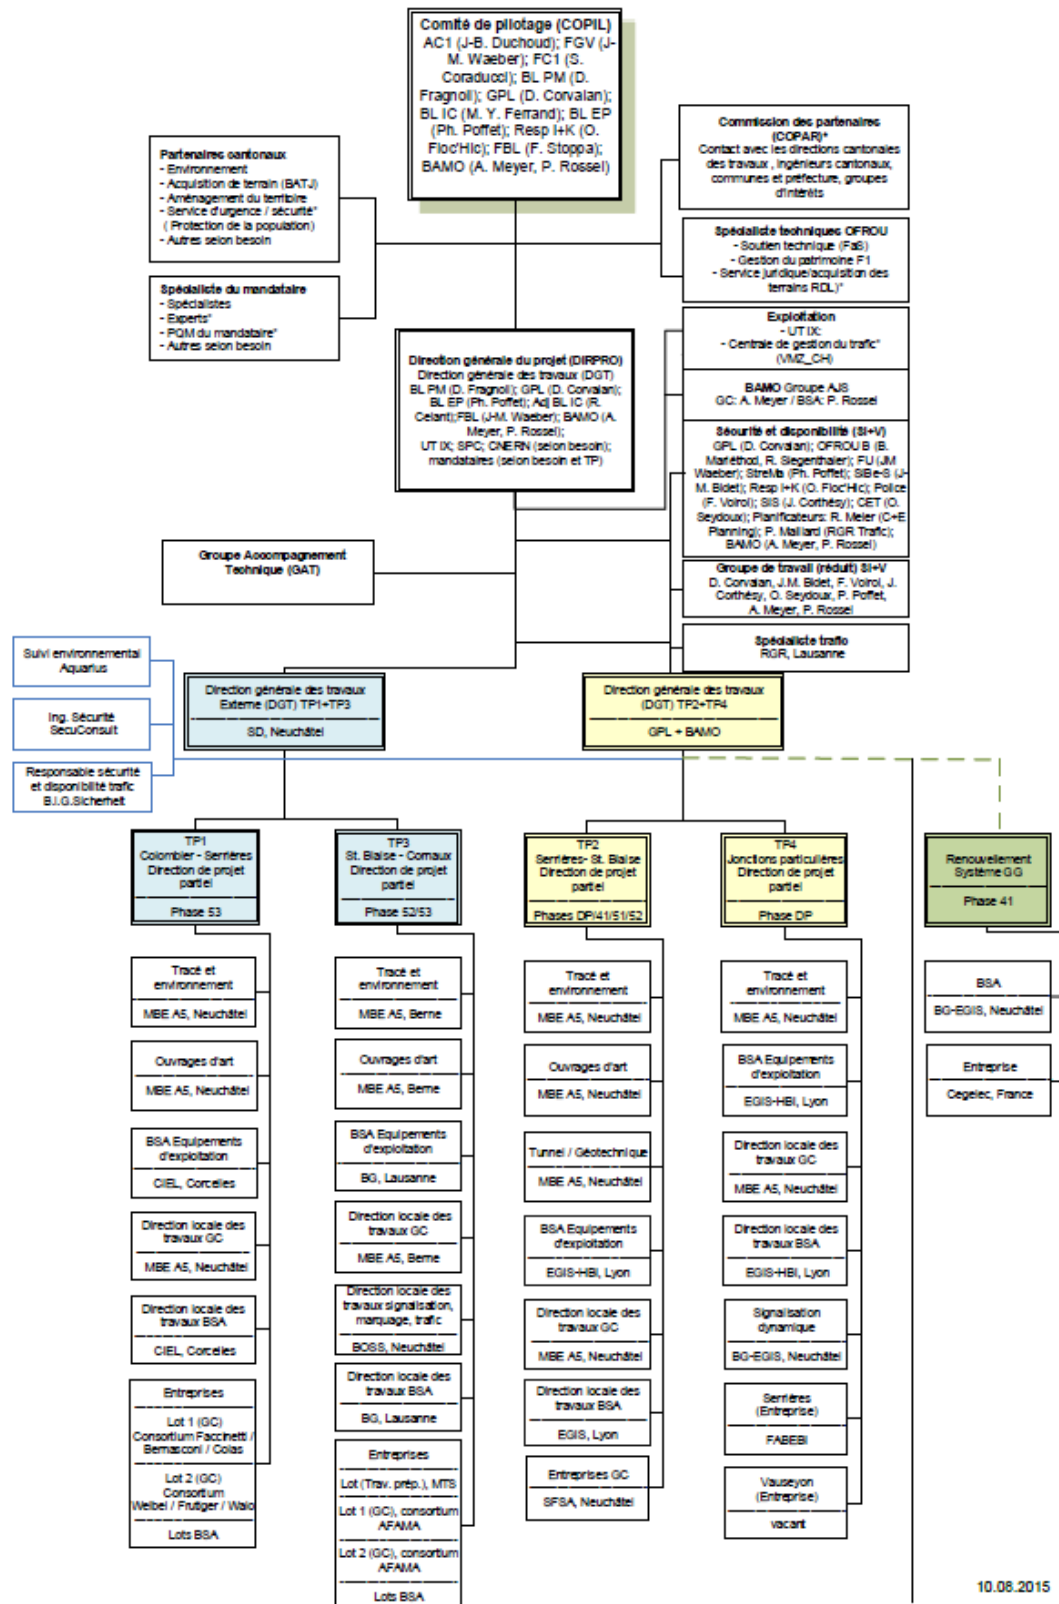 Comité de pilotage (COPIL)
AC1 (J-B. Duchoud); FGV (J-
M. Waeber); FC1 (S.
Coraducci); BL PM (D.
Fragnoli); GPL (D. Corvalan);
BL IC (M. Y. Ferrand); BL EP
(Ph. Poffet); Resp I+K (O.
Floc'Hic); FBL (F. Stoppa);
BAMO (A. Meyer, P. Rossel)
Partenaires cantonaux
- Environnement
- Acquisition de terrain (BATJ)
- Aménagement du territoire
- Service d'urgence / sécurité*
( Protection de la population)
- Autres selon besoin
Commission des partenaires
(COPAR)*
Contact avec les directions cantonales
des travaux , ingénieurs cantonaux,
communes et préfecture, groupes
d'intérêts
Spécialiste techniques OFROU
- Soutien technique (FaS)
- Gestion du patrimoine F1
- Service juridique/acquisition des
terrains RDL)*
Spécialiste du mandataire
- Spécialistes
- Experts*
- PQM du mandataire*
- Autres selon besoin
Exploitation
- UT IX:
- Centrale de gestion du trafic*
(VMZ_CH)
Direction générale du projet (DIRPRO)
Direction générale des travaux (DGT)
BL PM (D. Fragnoli); GPL (D. Corvalan);
BL EP (Ph. Poffet); Adj BL IC (R.
Celant);FBL (J-M. Waeber); BAMO (A.
Meyer, P. Rossel);
UT IX; SPC; CNERN (selon besoin);
mandataires (selon besoin et TP)
BAMO Groupe AJS
GC: A. Meyer / BSA: P. Rossel
Sécurité et disponibilité (SI+V)
GPL (D. Corvalan); OFROU B (B.
Mariéthod, R. Siegenthaler); FU (JM
Waeber); StreMa (Ph. Poffet); SiBe-S (J-
M. Bidet); Resp I+K (O. Floc'Hic); Police
(F. Voirol); SIS (J. Corthésy); CET (O.
Seydoux); Planificateurs: R. Meier (C+E
Planing); P. Maillard (RGR Trafic);
BAMO (A. Meyer, P. Rossel)
Groupe Accompagnement
Technique (GAT)
Groupe de travail (réduit) SI+V
D. Corvalan, J.M. Bidet, F. Voirol, J.
Corthésy, O. Seydoux, P. Poffet,
A. Meyer, P. Rossel
Spécialiste trafic
RGR, Lausanne
Suivi environnemental
Aquarius
Ing. Sécurité
SecuConsult
Responsable sécurité
et disponibilité trafic
B.I.G.Sicherheit
Direction générale des travaux
Externe (DGT) TP1+TP3
SD, Neuchâtel
Direction générale des travaux
(DGT) TP2+TP4
GPL + BAMO
TP1
Colombier - Serrières
Direction de projet
partiel
Phase 53
TP3
St. Blaise - Cornaux
Direction de projet
partiel
Phase 52/53
TP2
Serrières- St. Blaise
Direction de projet
partiel
Phases DP/41/51/52
TP4
Jonctions particulières
Direction de projet
partiel
Phase DP
Renouvellement
Système GG
Phase 41
Tracé et
environnement
MBE A5, Neuchâtel
Ouvrages d'art
MBE A5, Neuchâtel
BSA Equipements
d'exploitation
CIEL, Corcelles
Direction locale des
travaux GC
MBE A5, Neuchâtel
Direction locale des
travaux BSA
CIEL, Corcelles
Entreprises
Lot 1 (GC)
Consortium Faccinetti /
Bernasconi / Colas
Lot 2 (GC)
Consortium
Weibel / Frutiger / Walo
Lots BSA
Tracé et
environnement
MBE A5, Berne
Ouvrages d'art
MBE A5, Berne
BSA Equipements
d'exploitation
BG, Lausanne
Direction locale des
travaux GC
MBE A5, Berne
Direction locale des
travaux signalisation,
marquage, trafic
BOSS, Neuchâtel
Direction locale des
travaux BSA
BG, Lausanne
Entreprises
Lot (Trav. prép.), MTS
Lot 1 (GC), consortium
AFAMA
Lot 2 (GC), consortium
AFAMA
Lots BSA
Tracé et
environnement
MBE A5, Neuchâtel
Ouvrages d'art
MBE A5, Neuchâtel
Tunnel / Géotechnique
MBE A5, Neuchâtel
BSA Equipements
d'exploitation
EGIS-HBI, Lyon
Direction locale des
travaux GC
MBE A5, Neuchâtel
Direction locale des
travaux BSA
EGIS, Lyon
Entreprises GC
SFSA, Neuchâtel
Tracé et
environnement
MBE A5, Neuchâtel
BSA Equipements
d'exploitation
EGIS-HBI, Lyon
Direction locale des
travaux GC
MBE A5, Neuchâtel
Direction locale des
travaux BSA
EGIS-HBI, Lyon
Signalisation
dynamique
BG-EGIS, Neuchâtel
Serrières
(Entreprise)
FABEBI
Vauseyon
(Entreprise)
vacant
BSA
BG-EGIS, Neuchâtel
Entreprise
Cegelec, France
10.08.2015